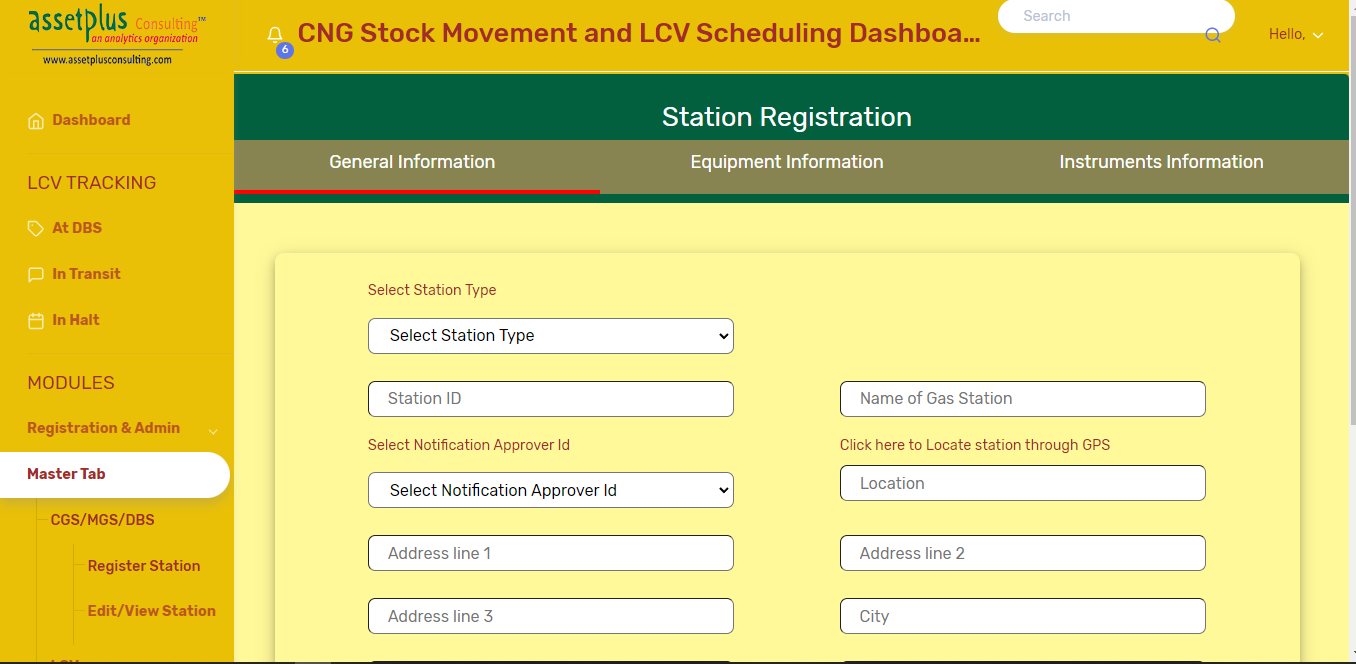 assetplus Consulting™
an analytics organization
www.assetplusconsulting.com
6
CNG Stock Movement and LCV Scheduling Dashboa...
Search
Hello,
Dashboard
LCV TRACKING
At DBS
In Transit
In Halt
MODULES
Registration & Admin
Master Tab
CGS/MGS/DBS
Register Station
Edit/View Station
Station Registration
General Information
Equipment Information
Instruments Information
Select Station Type
Select Station Type
Station ID
Name of Gas Station
Select Notification Approver Id
Click here to Locate station through GPS
Select Notification Approver Id
Location
Address line 1
Address line 2
Address line 3
City